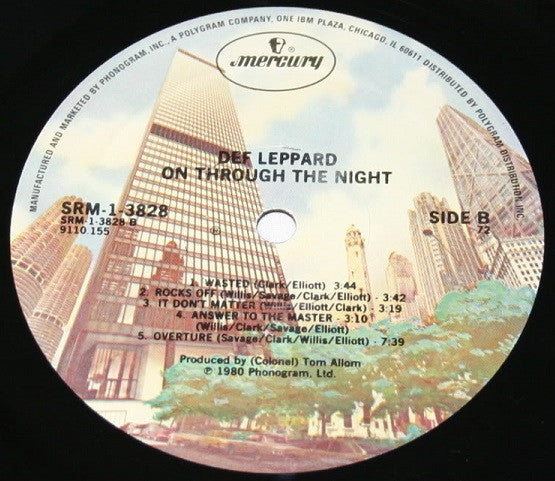 MANUFACTURED AND MARKETED BY PHONOGRAM, INC., A POLYGRAM COMPANY, ONE IBM PLAZA, CHICAGO, IL 60611. DISTRIBUTED BY POLYGRAM DISTRIBUTION, INC.
mercury
DEF LEPPARD
ON THROUGH THE NIGHT
SRM-1-3828
SRM-1-3828 B
9110 155
SIDE B
72
1. WASTED (Clark/Elliott) 3:44
2. ROCKS OFF (Willis/Savage/Clark/Elliott) - 3:42
3. IT DON'T MATTER (Willis/Elliott/Clark) - 3:19
4. ANSWER TO THE MASTER - 3:10
(Willis/Clark/Savage/Elliott)
5. OVERTURE (Savage/Clark/Willis/Elliott) - 7:39
Produced by (Colonel) Tom Allom
℗ 1980 Phonogram, Ltd.